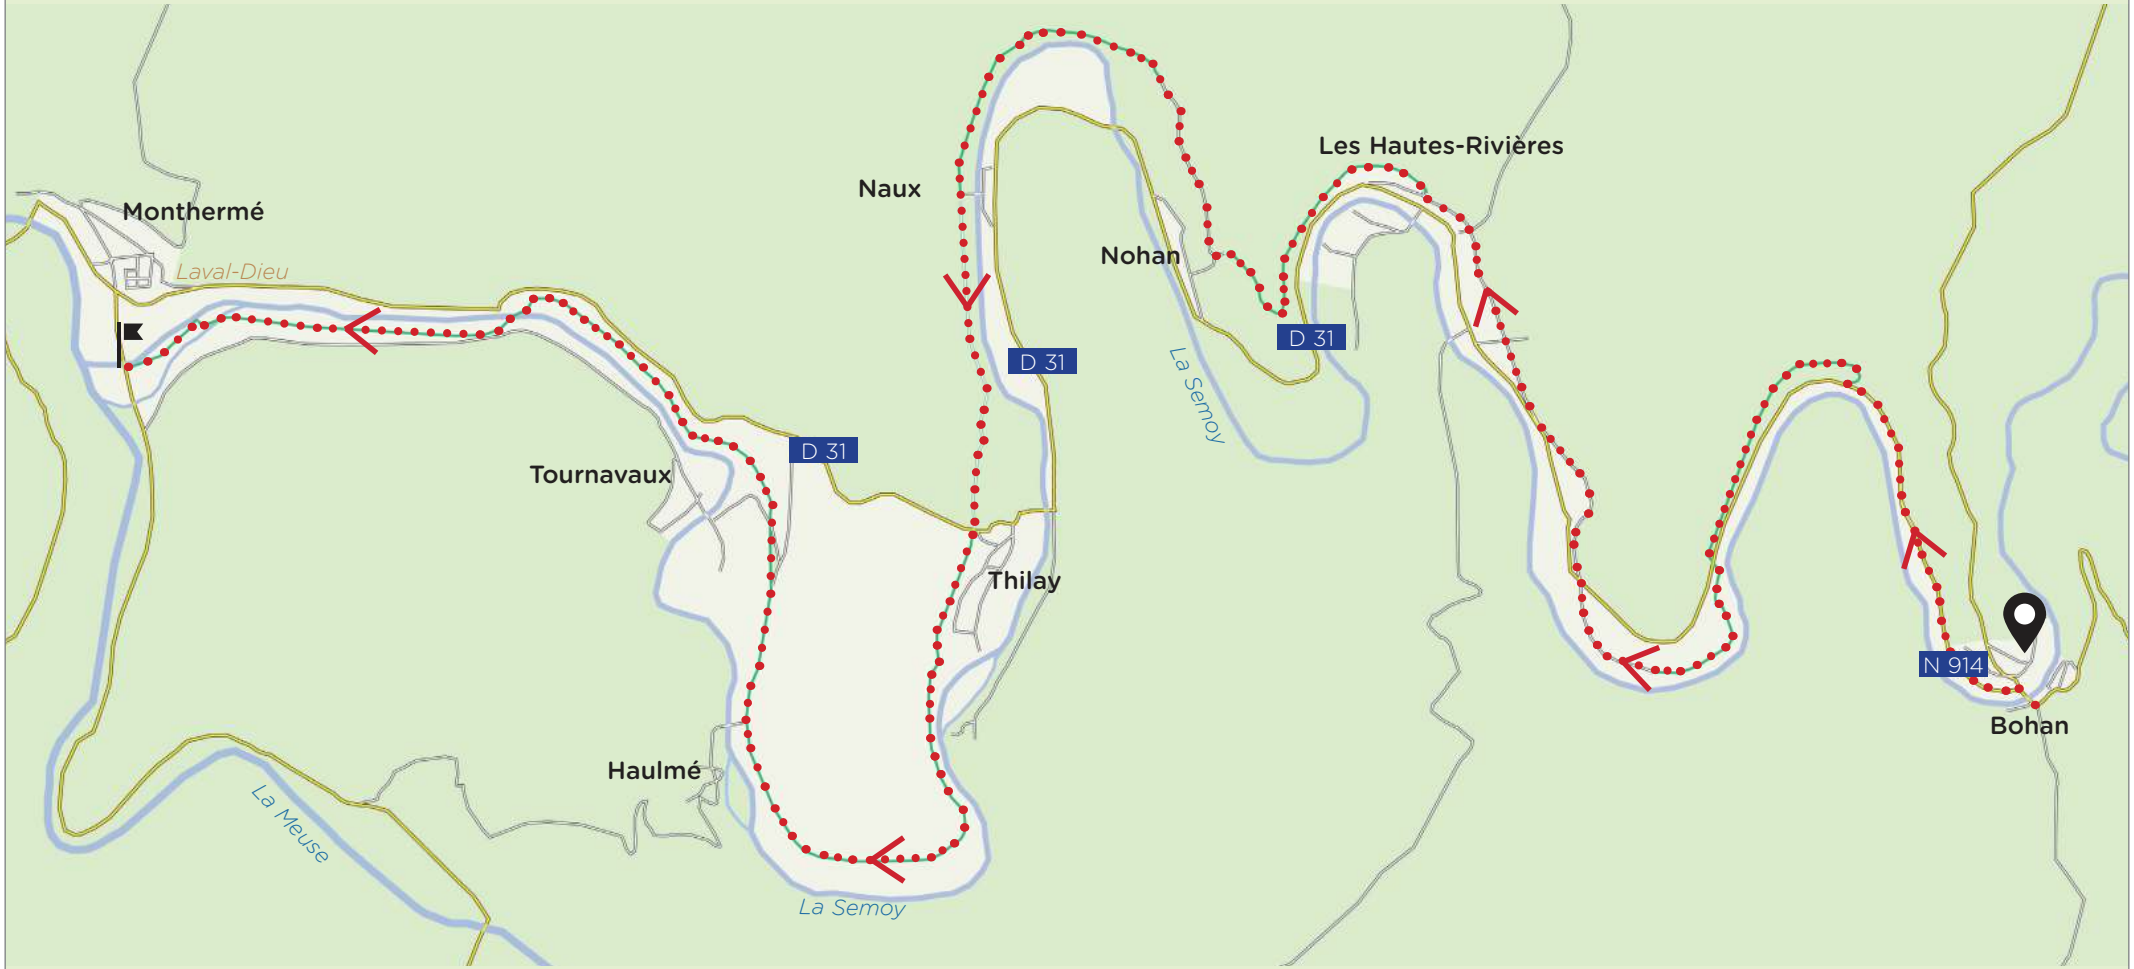 Les Hautes-Rivières
Naux
Monthermé
Nohan
Laval-Dieu
D 31
D 31
La Semoy
D 31
Tournavaux
Thilay
N 914
Bohan
Haulmé
La Meuse
La Semoy